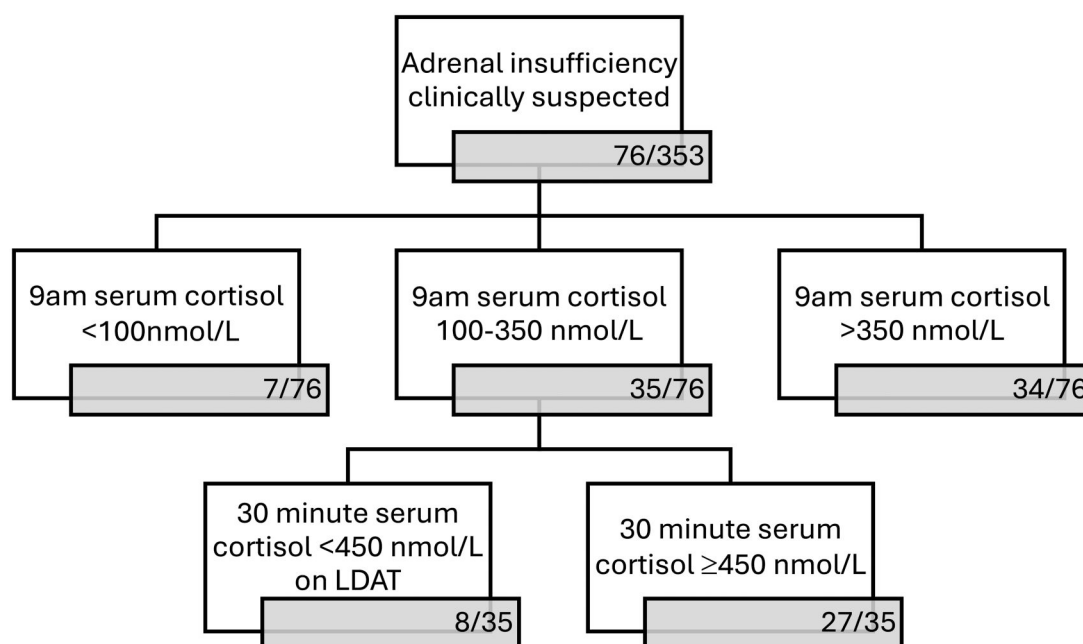 Adrenal insufficiency
clinically suspected
76/353
9am serum cortisol
<100nmol/L
7/76
9am serum cortisol
100-350 nmol/L
35/76
9am serum cortisol
>350 nmol/L
34/76
30 minute serum
cortisol <450 nmol/L
on LDAT
8/35
30 minute serum
cortisol ≥450 nmol/L
27/35